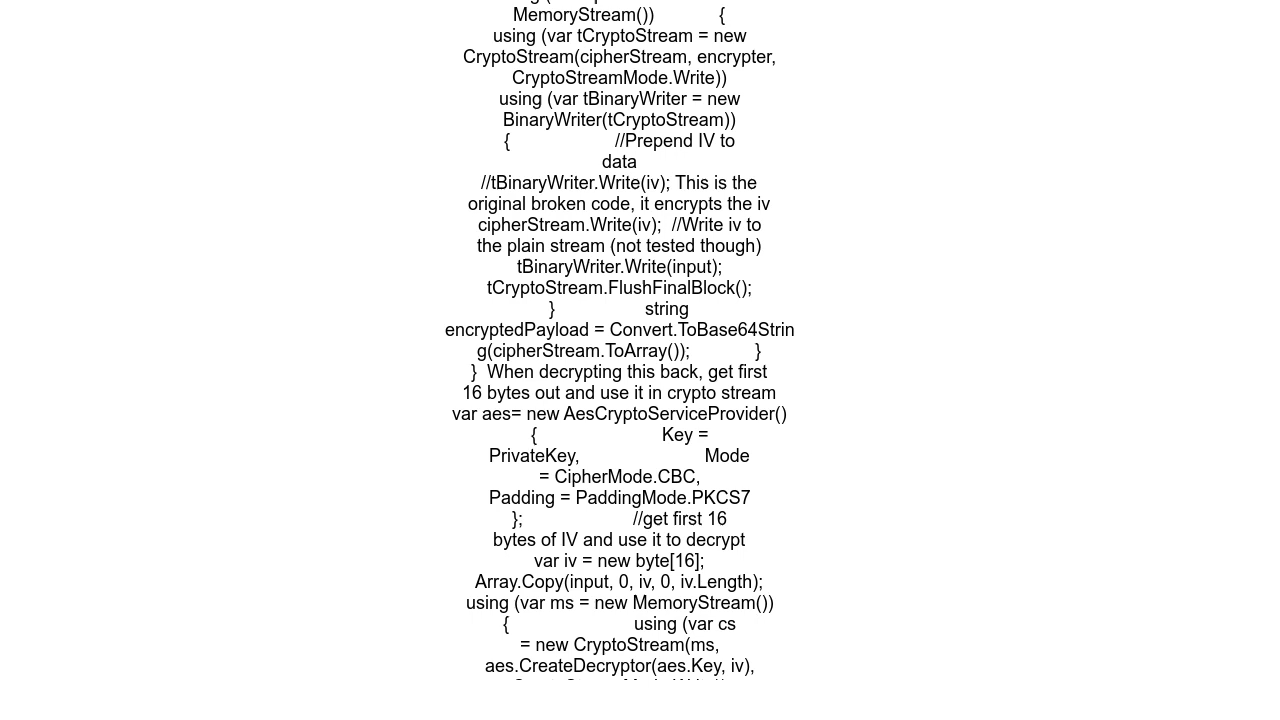 MemoryStream()) {
using (var tCryptoStream = new
CryptoStream(cipherStream, encrypter,
CryptoStreamMode.Write))
using (var tBinaryWriter = new
BinaryWriter(tCryptoStream))
{ //Prepend IV to
data
//tBinaryWriter.Write(iv); This is the
original broken code, it encrypts the iv
cipherStream.Write(iv); //Write iv to
the plain stream (not tested though)
tBinaryWriter.Write(input);
tCryptoStream.FlushFinalBlock();
} string
encryptedPayload = Convert.ToBase64Strin
g(cipherStream.ToArray()); }
} When decrypting this back, get first
16 bytes out and use it in crypto stream
var aes= new AesCryptoServiceProvider()
{ Key =
PrivateKey, Mode
= CipherMode.CBC,
Padding = PaddingMode.PKCS7
}; //get first 16
bytes of IV and use it to decrypt
var iv = new byte[16];
Array.Copy(input, 0, iv, 0, iv.Length);
using (var ms = new MemoryStream())
{ using (var cs
= new CryptoStream(ms,
aes.CreateDecryptor(aes.Key, iv),